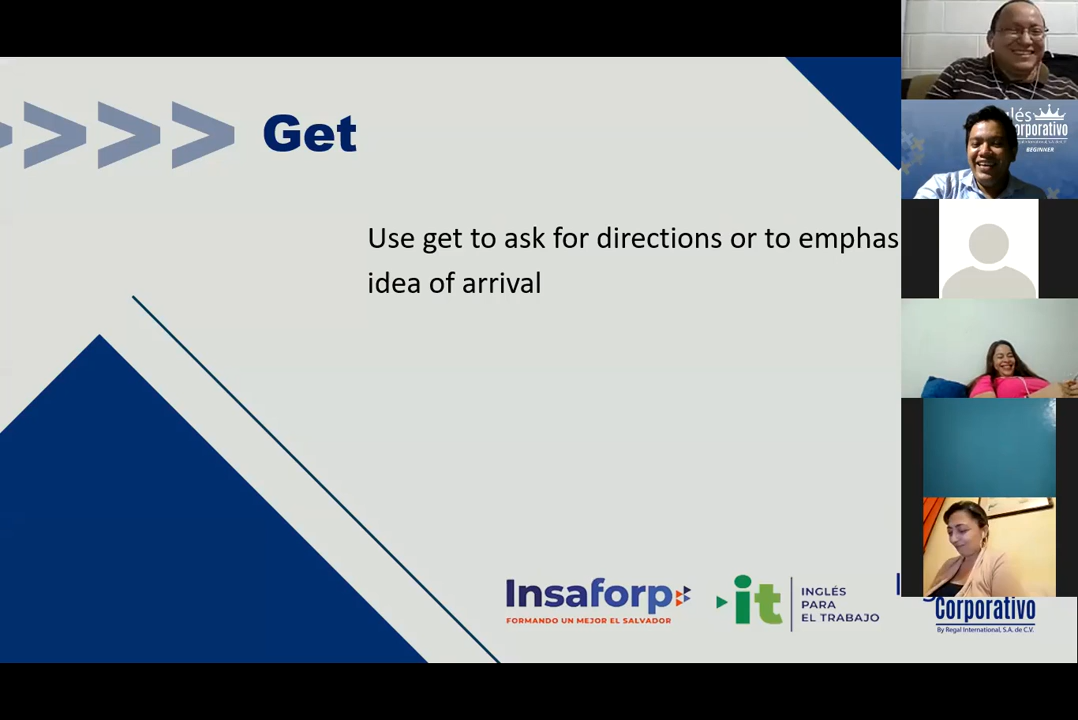 Get
Use get to ask for directions or to
idea of arrival
Insaforp
FORMANDO UN MEJOR EL SALVADOR
it
INGLÉS
PARA
EL TRABAJO
Corporativo
By Regal International, S.A. de C.V.
BEGINNER